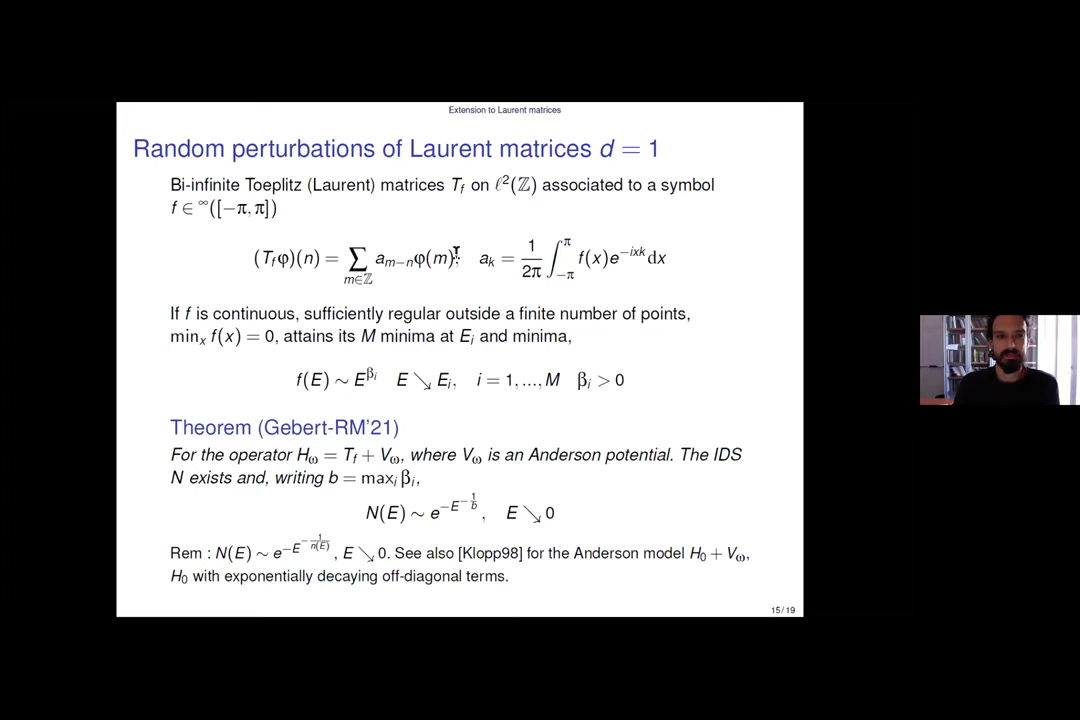 Extension to Laurent matrices
Random perturbations of Laurent matrices d = 1
Bi-infinite Toeplitz (Laurent) matrices T_f on ℓ²(ℤ) associated to a symbol
f ∈ ^∞([−π, π])
(T_f φ)(n) = ∑_{m∈ℤ} a_{m−n}φ(m), a_k = 1/2π ∫_{−π}^{π} f(x)e^{−ixk}dx
If f is continuous, sufficiently regular outside a finite number of points,
min_x f(x) = 0, attains its M minima at E_i and minima,
f(E) ∼ E^{β_i} E ↘ E_i, i = 1, ..., M β_i > 0
Theorem (Gebert-RM'21)
For the operator H_ω = T_f + V_ω, where V_ω is an Anderson potential. The IDS
N exists and, writing b = max_i β_i,
N(E) ∼ e^{−E^{−1/b}}, E ↘ 0
Rem : N(E) ∼ e^{−E^{−1/n(E)}}, E ↘ 0. See also [Klopp98] for the Anderson model H_0 + V_ω,
H_0 with exponentially decaying off-diagonal terms.
15 / 19